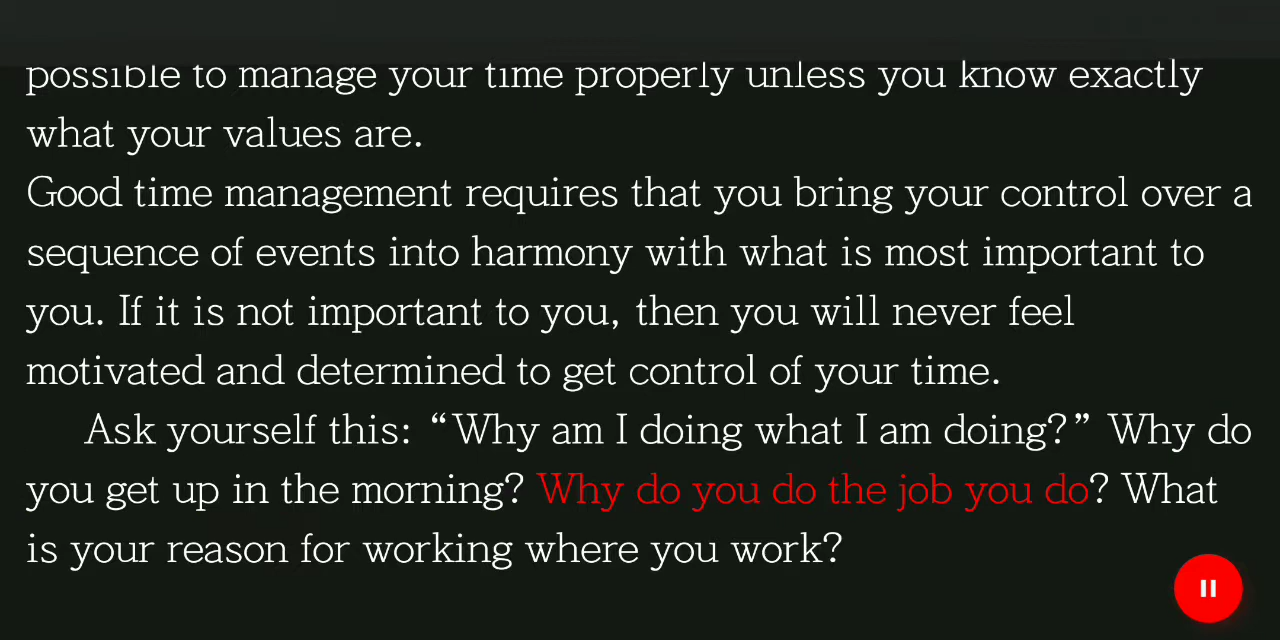 possible to manage your time properly unless you know exactly
what your values are.
Good time management requires that you bring your control over a
sequence of events into harmony with what is most important to
you. If it is not important to you, then you will never feel
motivated and determined to get control of your time.
Ask yourself this: “Why am I doing what I am doing?” Why do
you get up in the morning? Why do you do the job you do? What
is your reason for working where you work?